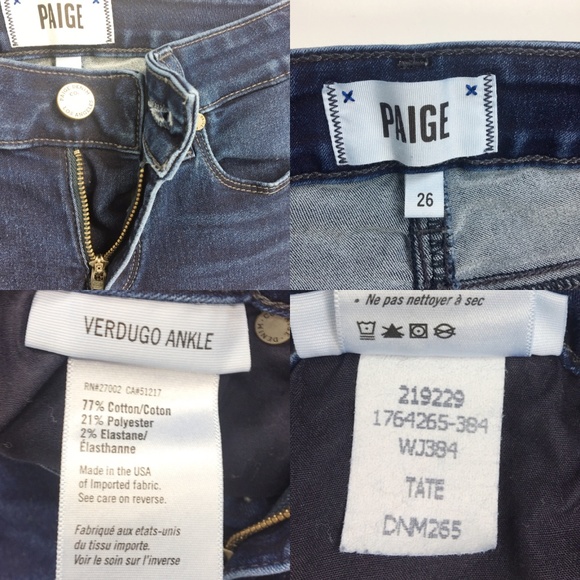 PAIGE
PAIGE
26
VERDUGO ANKLE
RN#27002 CA#51217
77% Cotton/Coton
21% Polyester
2% Elastane/
Élasthanne
Made in the USA
of Imported fabric.
See care on reverse.
Fabriqué aux etats-unis
du tissu importe.
Voir le soin sur l'inverse
• Ne pas nettoyer à sec
219229
1764265-384
WJ384
TATE
DNM265